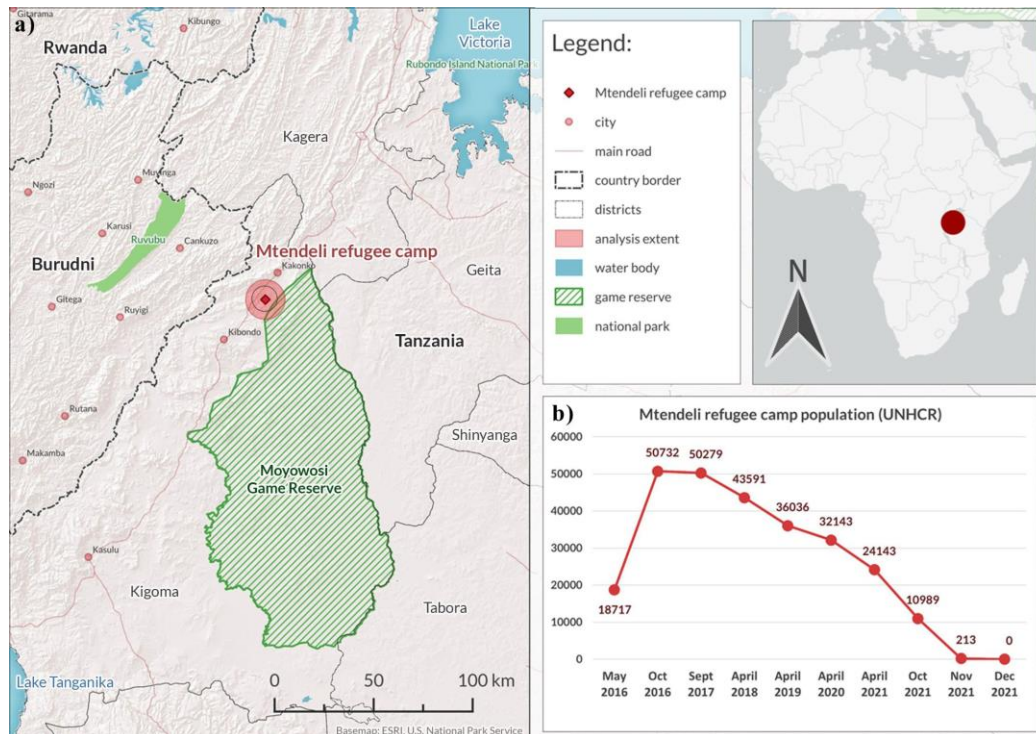 a)
Gitarama
Kibungo
Rwanda
Lake
Victoria
Rubondo Island National Park
Kagera
Ngozi
Muyinga
Karusi
Ruvubu
Cankuzo
Burudni
Mtendeli refugee camp
Kakonko
Geita
Gitega
Ruyigi
Kibondo
Tanzania
Rutana
Makamba
Shinyanga
Moyowosi
Game Reserve
Kasulu
Kigoma
Tabora
Lake Tanganika
0 50 100 km
Basemap: ESRI, U.S. National Park Service
Legend:
Mtendeli refugee camp
city
main road
country border
districts
analysis extent
water body
game reserve
national park
N
b)
Mtendeli refugee camp population (UNHCR)
60000
50000
40000
30000
20000
10000
0
18717
50732
50279
43591
36036
32143
24143
10989
213
0
May 2016
Oct 2016
Sept 2017
April 2018
April 2019
April 2020
April 2021
Oct 2021
Nov 2021
Dec 2021